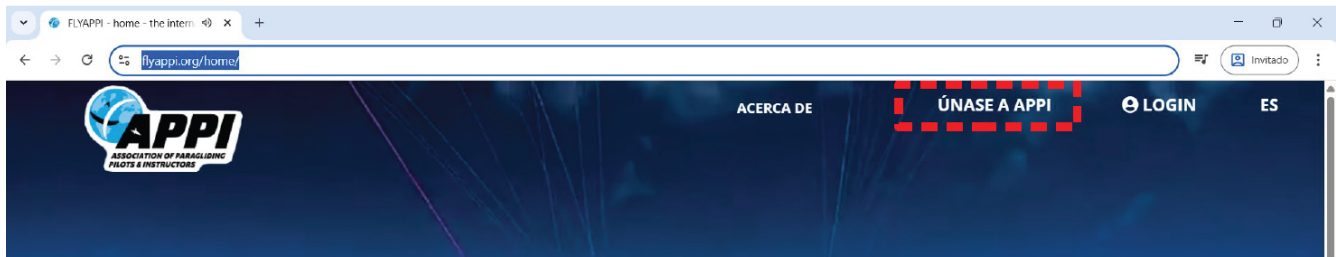 FLYAPPI - home - the intern
flyappi.org/home/
Invitado
APPI
ASSOCIATION OF PARAGLIDING
PILOTS & INSTRUCTORS
ACERCA DE
ÚNASE A APPI
LOGIN
ES